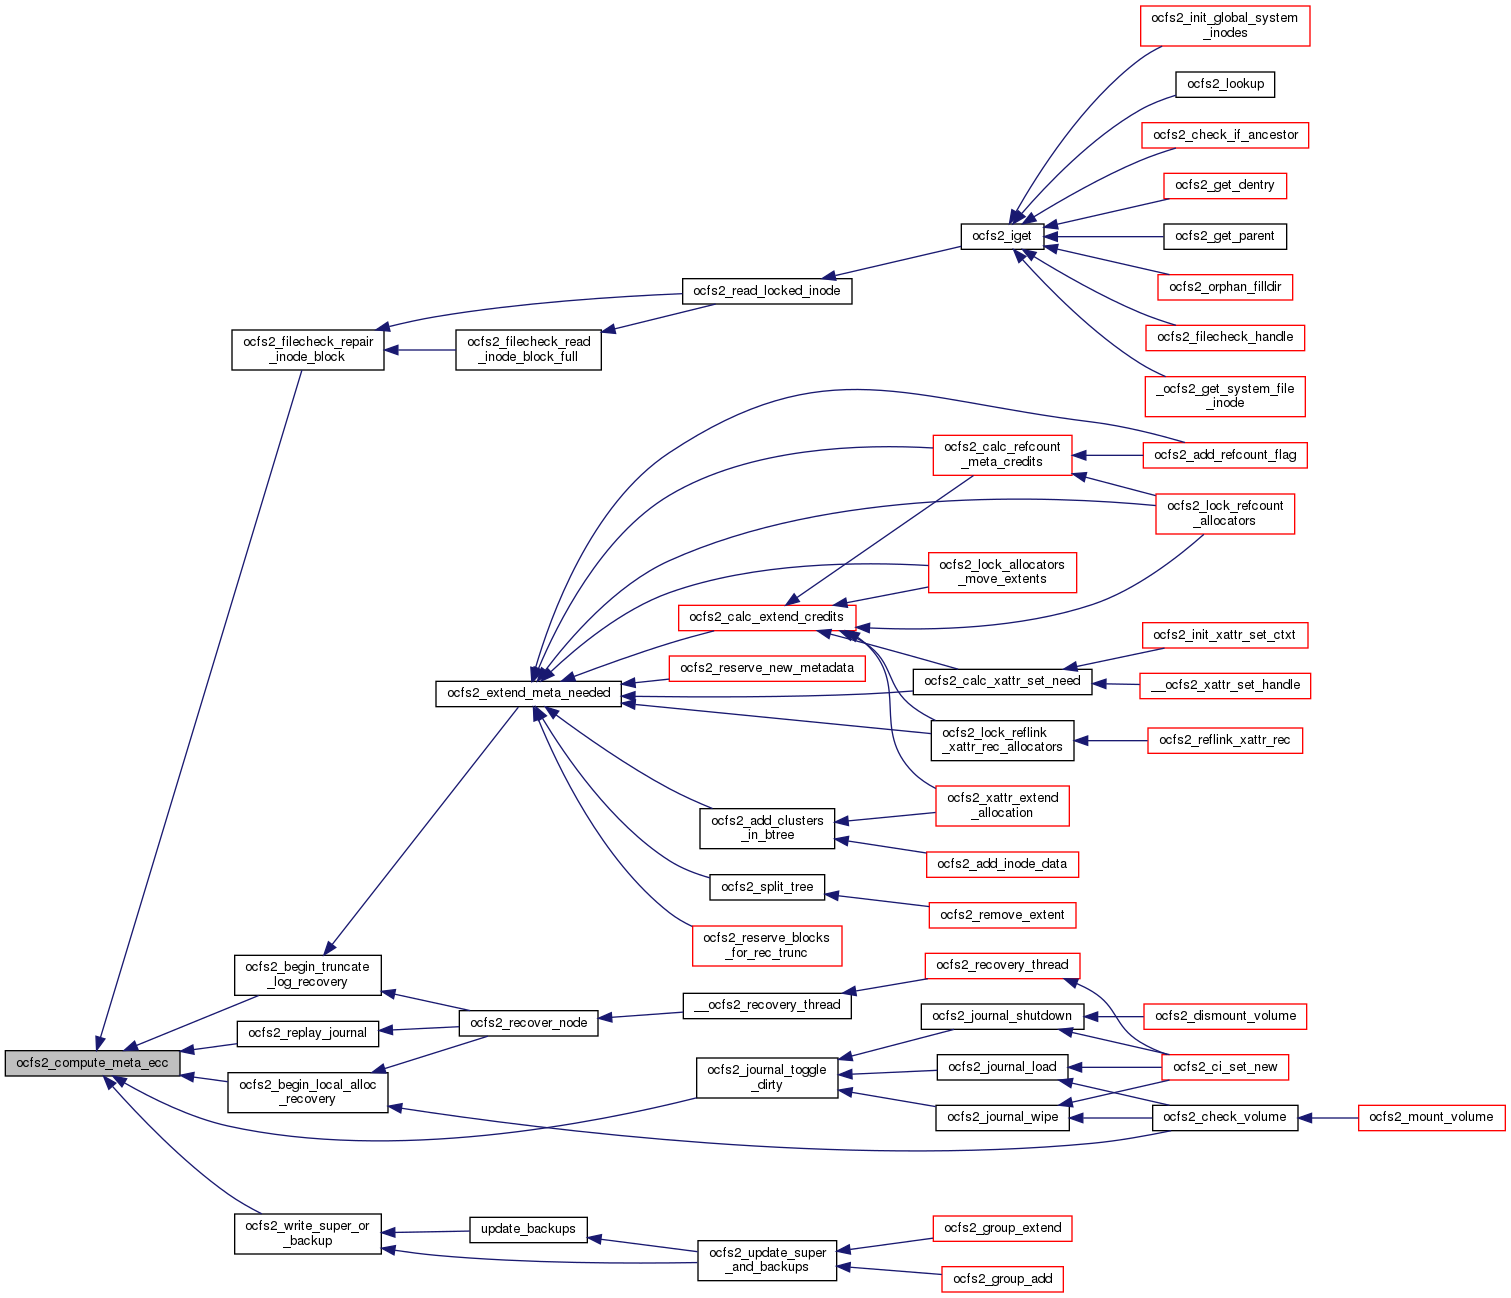 ocfs2_init_global_system
_inodes
ocfs2_lookup
ocfs2_check_if_ancestor
ocfs2_get_dentry
ocfs2_iget
ocfs2_get_parent
ocfs2_orphan_filldir
ocfs2_read_locked_inode
ocfs2_filecheck_handle
ocfs2_filecheck_repair
_inode_block
ocfs2_filecheck_read
_inode_block_full
_ocfs2_get_system_file
_inode
ocfs2_calc_refcount
_meta_credits
ocfs2_add_refcount_flag
ocfs2_lock_refcount
_allocators
ocfs2_lock_allocators
_move_extents
ocfs2_calc_extend_credits
ocfs2_init_xattr_set_ctxt
ocfs2_reserve_new_metadata
ocfs2_extend_meta_needed
ocfs2_calc_xattr_set_need
__ocfs2_xattr_set_handle
ocfs2_lock_reflink
_xattr_rec_allocators
ocfs2_reflink_xattr_rec
ocfs2_xattr_extend
_allocation
ocfs2_add_clusters
_in_btree
ocfs2_add_inode_data
ocfs2_split_tree
ocfs2_remove_extent
ocfs2_reserve_blocks
_for_rec_trunc
ocfs2_begin_truncate
_log_recovery
ocfs2_recovery_thread
__ocfs2_recovery_thread
ocfs2_replay_journal
ocfs2_recover_node
ocfs2_journal_shutdown
ocfs2_dismount_volume
ocfs2_compute_meta_ecc
ocfs2_begin_local_alloc
_recovery
ocfs2_journal_toggle
_dirty
ocfs2_journal_load
ocfs2_ci_set_new
ocfs2_journal_wipe
ocfs2_check_volume
ocfs2_mount_volume
ocfs2_write_super_or
_backup
update_backups
ocfs2_update_super
_and_backups
ocfs2_group_extend
ocfs2_group_add